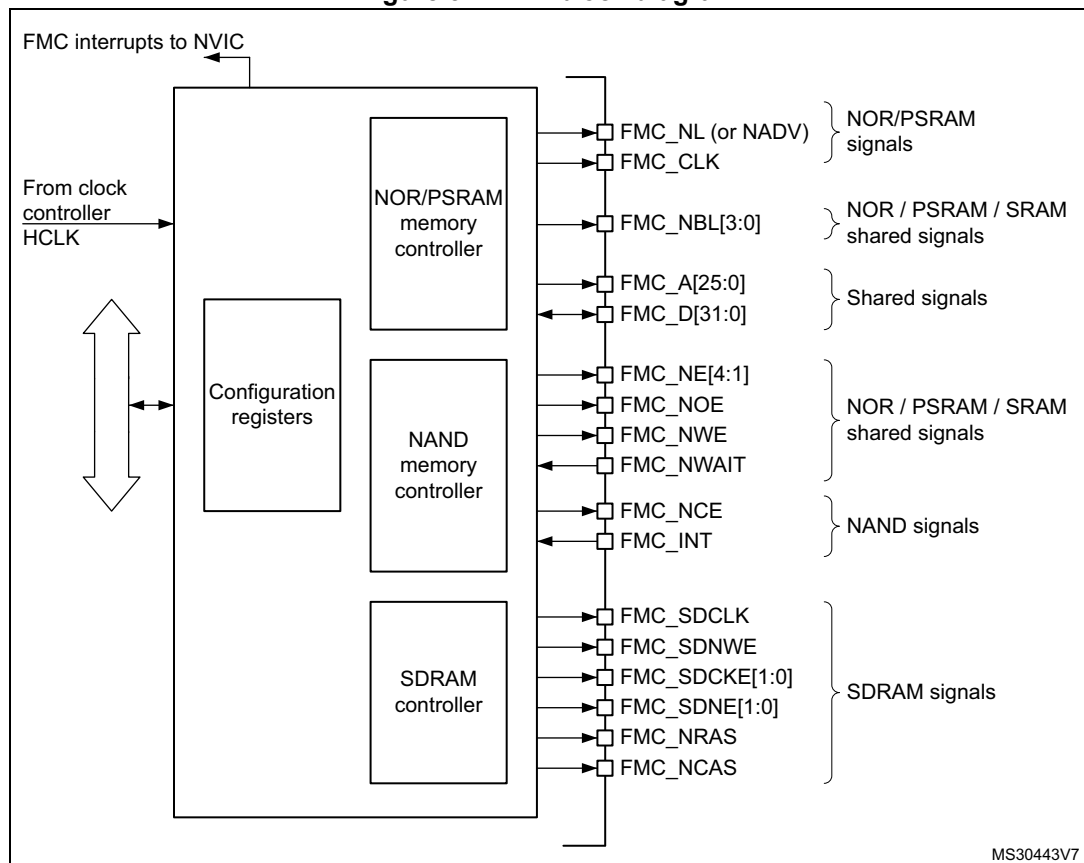 FMC interrupts to NVIC
From clock
controller
HCLK
Configuration
registers
NOR/PSRAM
memory
controller
NAND
memory
controller
SDRAM
controller
FMC_NL (or NADV)
FMC_CLK
NOR/PSRAM
signals
FMC_NBL[3:0]
NOR / PSRAM / SRAM
shared signals
FMC_A[25:0]
FMC_D[31:0]
Shared signals
FMC_NE[4:1]
FMC_NOE
FMC_NWE
FMC_NWAIT
NOR / PSRAM / SRAM
shared signals
FMC_NCE
FMC_INT
NAND signals
FMC_SDCLK
FMC_SDNWE
FMC_SDCKE[1:0]
FMC_SDNE[1:0]
FMC_NRAS
FMC_NCAS
SDRAM signals
MS30443V7